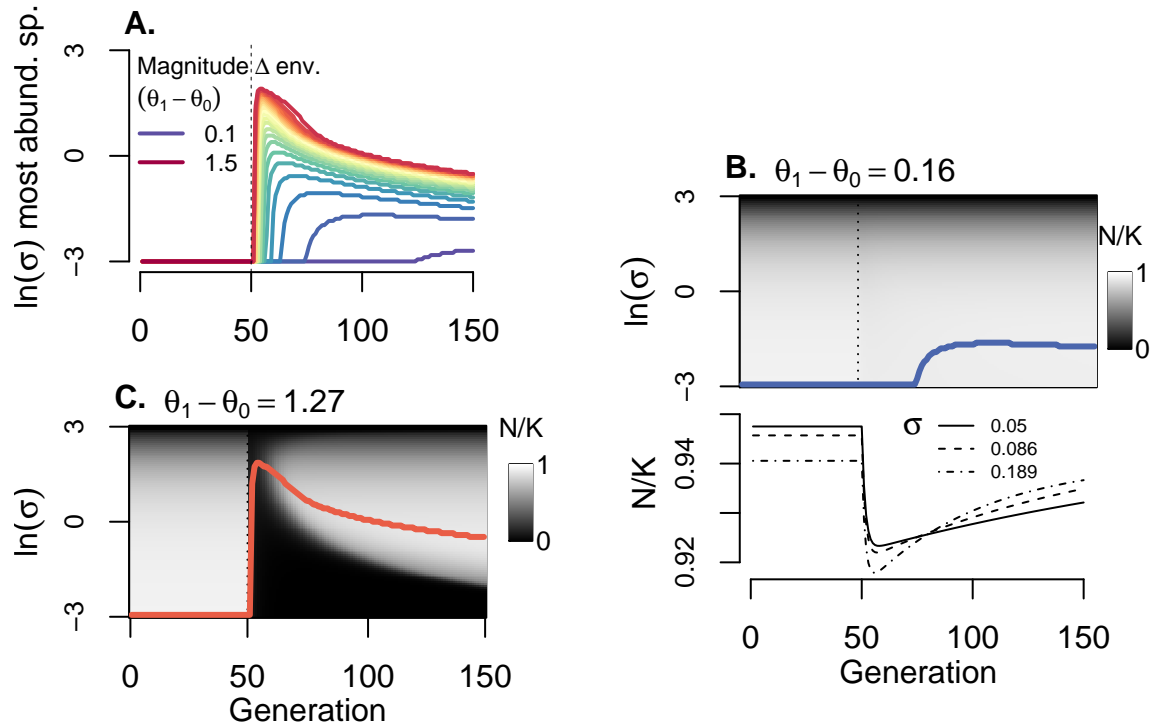 A.
ln(σ) most abund. sp.
3
0
−3
Magnitude Δ env.
(θ1 − θ0)
0.1
1.5
0 50 100 150
B. θ1 − θ0 = 0.16
ln(σ)
3
0
−3
N/K
1
0
N/K
0.94
0.92
σ
0.05
0.086
0.189
0 50 100 150
Generation
C. θ1 − θ0 = 1.27
ln(σ)
3
0
−3
N/K
1
0
0 50 100 150
Generation